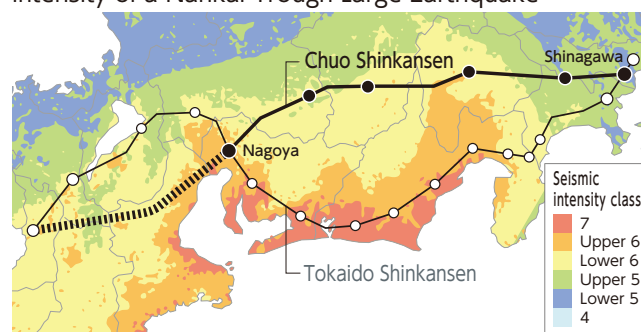 Intensity of a Nankai Trough Large Earthquake
Chuo Shinkansen
Shinagawa
Nagoya
Tokaido Shinkansen
Seismic
intensity class
7
Upper 6
Lower 6
Upper 5
Lower 5
4